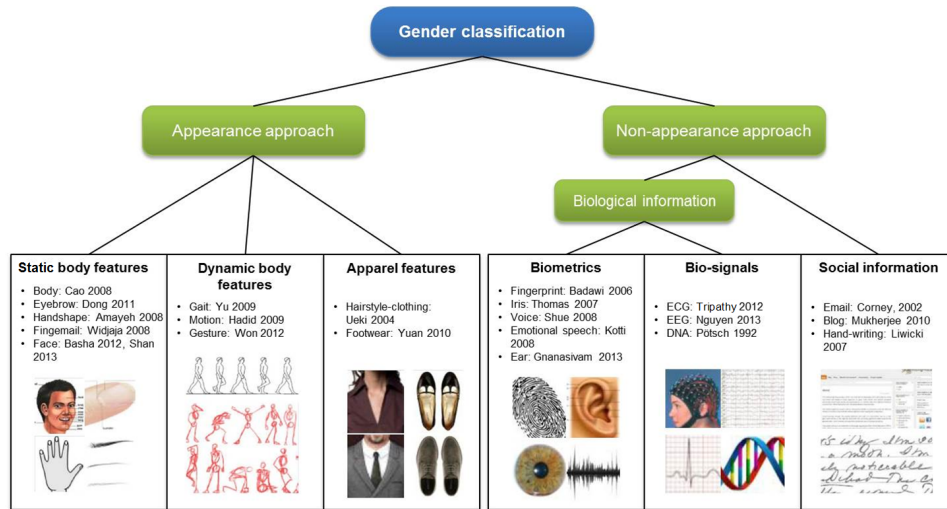 Gender classification
Appearance approach
Non-appearance approach
Biological information
Static body features
• Body: Cao 2008
• Eyebrow: Dong 2011
• Handshape: Amayeh 2008
• Fingernail: Widjaja 2008
• Face: Basha 2012, Shan
2013
Dynamic body
features
• Gait: Yu 2009
• Motion: Hadid 2009
• Gesture: Won 2012
Apparel features
• Hairstyle-clothing:
Ueki 2004
• Footwear: Yuan 2010
Biometrics
• Fingerprint: Badawi 2006
• Iris: Thomas 2007
• Voice: Shue 2008
• Emotional speech: Kotti
2008
• Ear: Gnanasivam 2013
Bio-signals
• ECG: Tripathy 2012
• EEG: Nguyen 2013
• DNA: Pötsch 1992
Social information
• Email: Corney, 2002
• Blog: Mukherjee 2010
• Hand-writing: Liwicki
2007